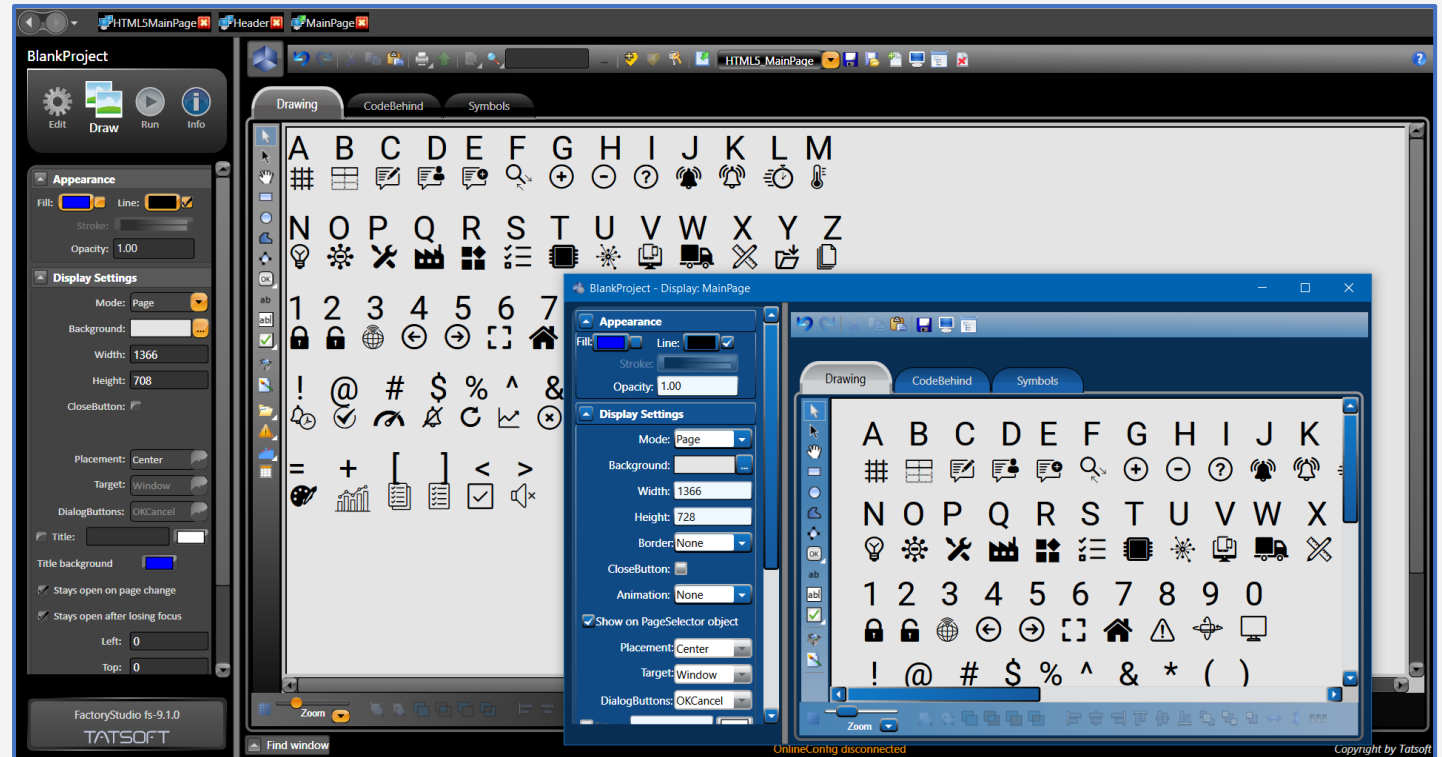 HTML5MainPage Header MainPage
BlankProject
HTML5_MainPage
Edit Draw Run Info
Drawing CodeBehind Symbols
Appearance
Fill: Line:
Stroke:
Opacity: 1.00
Display Settings
Mode: Page
Background:
Width: 1366
Height: 708
CloseButton:
Placement: Center
Target: Window
DialogButtons: OKCancel
Title:
Title background
Stays open on page change
Stays open after losing focus
Left: 0
Top: 0
FactoryStudio fs-9.1.0
TATSOFT
OK
ab
abl
A B C D E F G H I J K L M
N O P Q R S T U V W X Y Z
1 2 3 4 5 6 7
! @ # $ % ^ &
= + [ ] < >
Zoom
Find window
BlankProject - Display: MainPage
Appearance
Fill: Line:
Stroke:
Opacity: 1.00
Display Settings
Mode: Page
Background:
Width: 1366
Height: 728
Border: None
CloseButton:
Animation: None
Show on PageSelector object
Placement: Center
Target: Window
DialogButtons: OKCancel
Drawing CodeBehind Symbols
OK
ab
abl
A B C D E F G H I J K
N O P Q R S T U V W X
1 2 3 4 5 6 7 8 9 0
! @ # $ % ^ & * ( )
Zoom
OnlineConfig disconnected
Copyright by Tatsoft